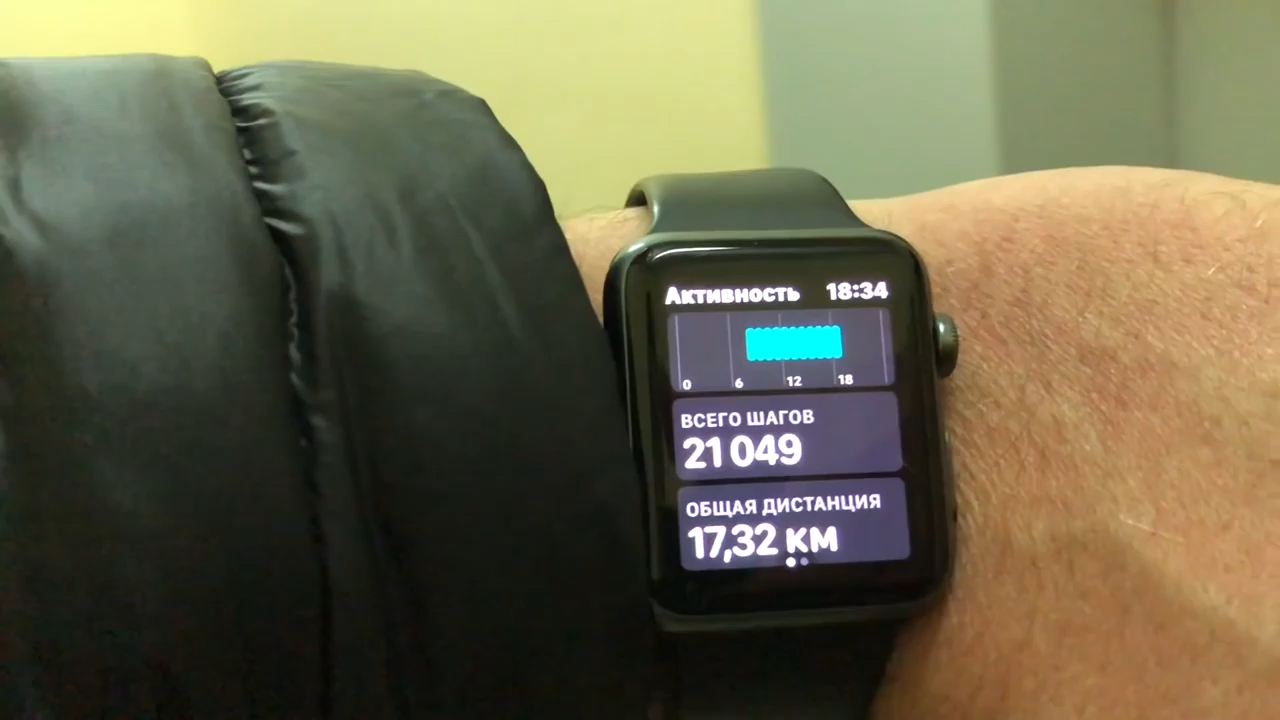 Активность 18:34
0 6 12 18
ВСЕГО ШАГОВ
21 049
ОБЩАЯ ДИСТАНЦИЯ
17,32 КМ